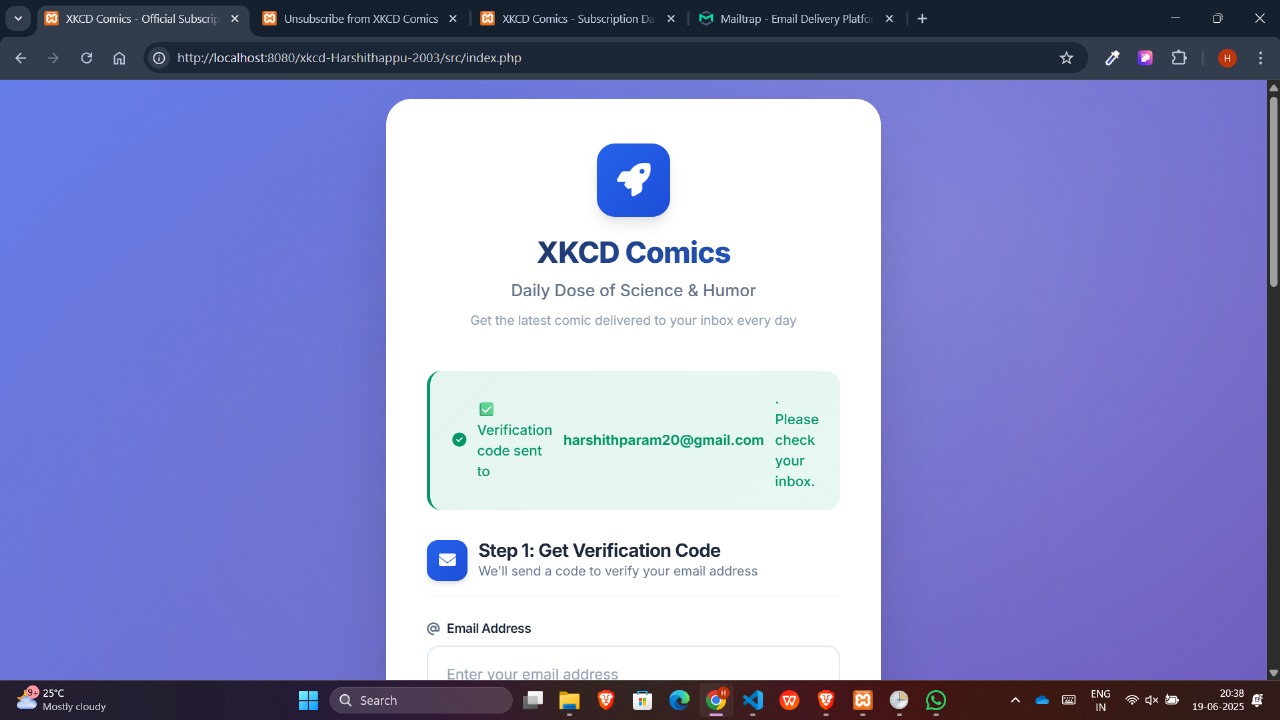 XKCD Comics - Official Subscrip
Unsubscribe from XKCD Comics
XKCD Comics - Subscription Da
Mailtrap - Email Delivery Platfo
http://localhost:8080/xkcd-Harshithappu-2003/src/index.php
H
XKCD Comics
Daily Dose of Science & Humor
Get the latest comic delivered to your inbox every day
Verification
code sent
to
harshithparam20@gmail.com
.
Please
check
your
inbox.
Step 1: Get Verification Code
We'll send a code to verify your email address
@ Email Address
Enter your email address
9+
25°C
Mostly cloudy
Search
H
ENG
IN
20:38
19-06-2025